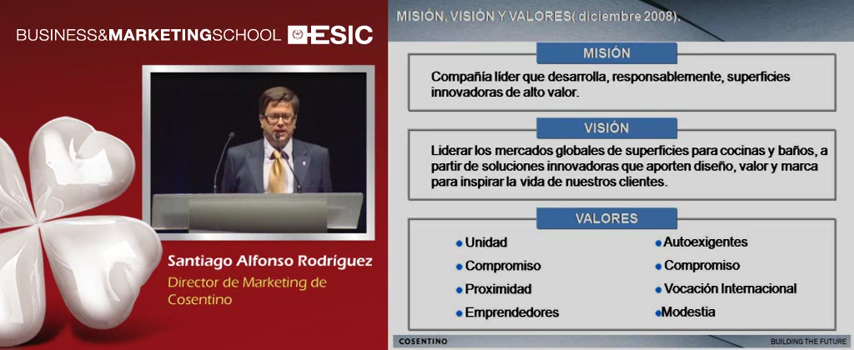 BUSINESS&MARKETINGSCHOOL ESIC
Santiago Alfonso Rodríguez
Director de Marketing de
Cosentino
MISIÓN, VISIÓN Y VALORES( diciembre 2008).
MISIÓN
Compañía líder que desarrolla, responsablemente, superficies
innovadoras de alto valor.
VISIÓN
Liderar los mercados globales de superficies para cocinas y baños, a
partir de soluciones innovadoras que aporten diseño, valor y marca
para inspirar la vida de nuestros clientes.
VALORES
Unidad
Compromiso
Proximidad
Emprendedores
Autoexigentes
Compromiso
Vocación Internacional
Modestia
COSENTINO
BUILDING THE FUTURE